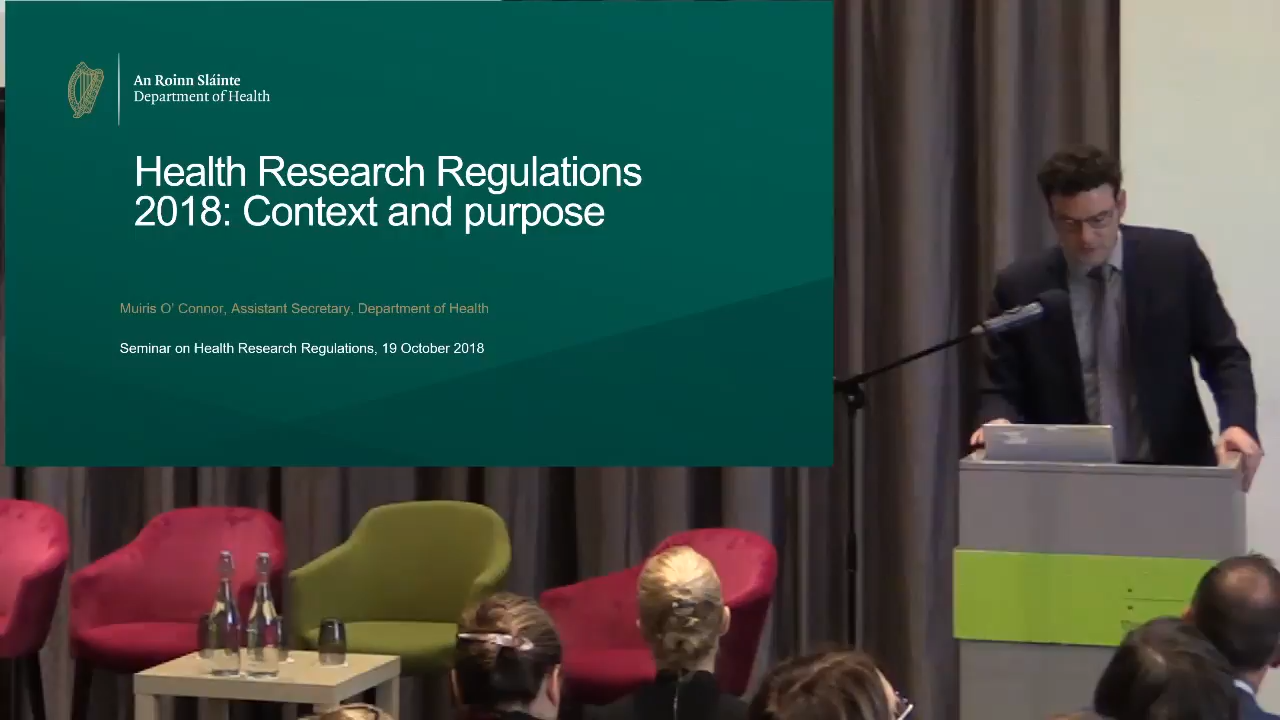 An Roinn Sláinte
Department of Health
Health Research Regulations
2018: Context and purpose
Muiris O' Connor, Assistant Secretary, Department of Health
Seminar on Health Research Regulations, 19 October 2018